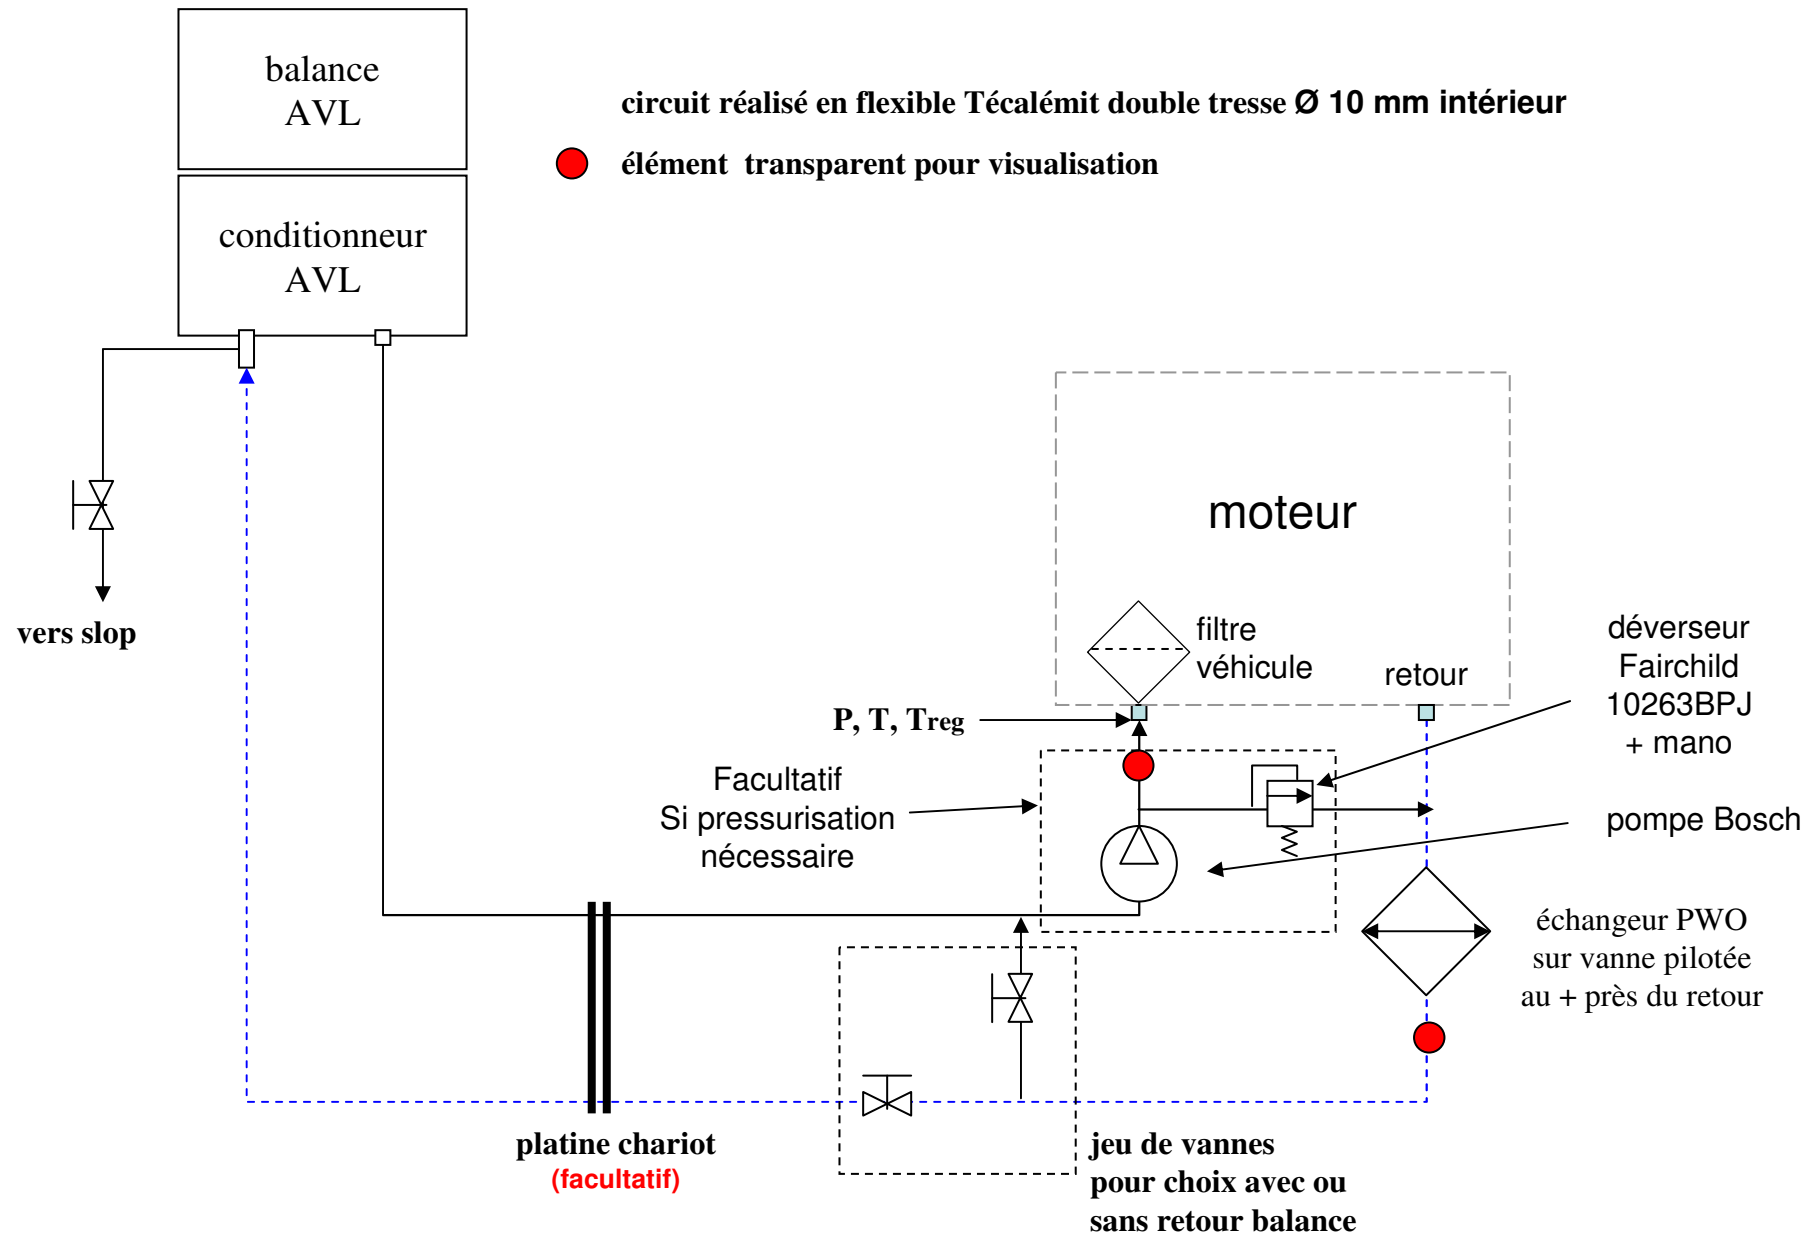 balance
AVL
circuit réalisé en flexible Técalémit double tresse Ø 10 mm intérieur
élément transparent pour visualisation
conditionneur
AVL
moteur
vers slop
filtre
véhicule
retour
déverseur
Fairchild
10263BPJ
+ mano
P, T, Treg
Facultatif
Si pressurisation
nécessaire
pompe Bosch
échangeur PWO
sur vanne pilotée
au + près du retour
platine chariot
(facultatif)
jeu de vannes
pour choix avec ou
sans retour balance